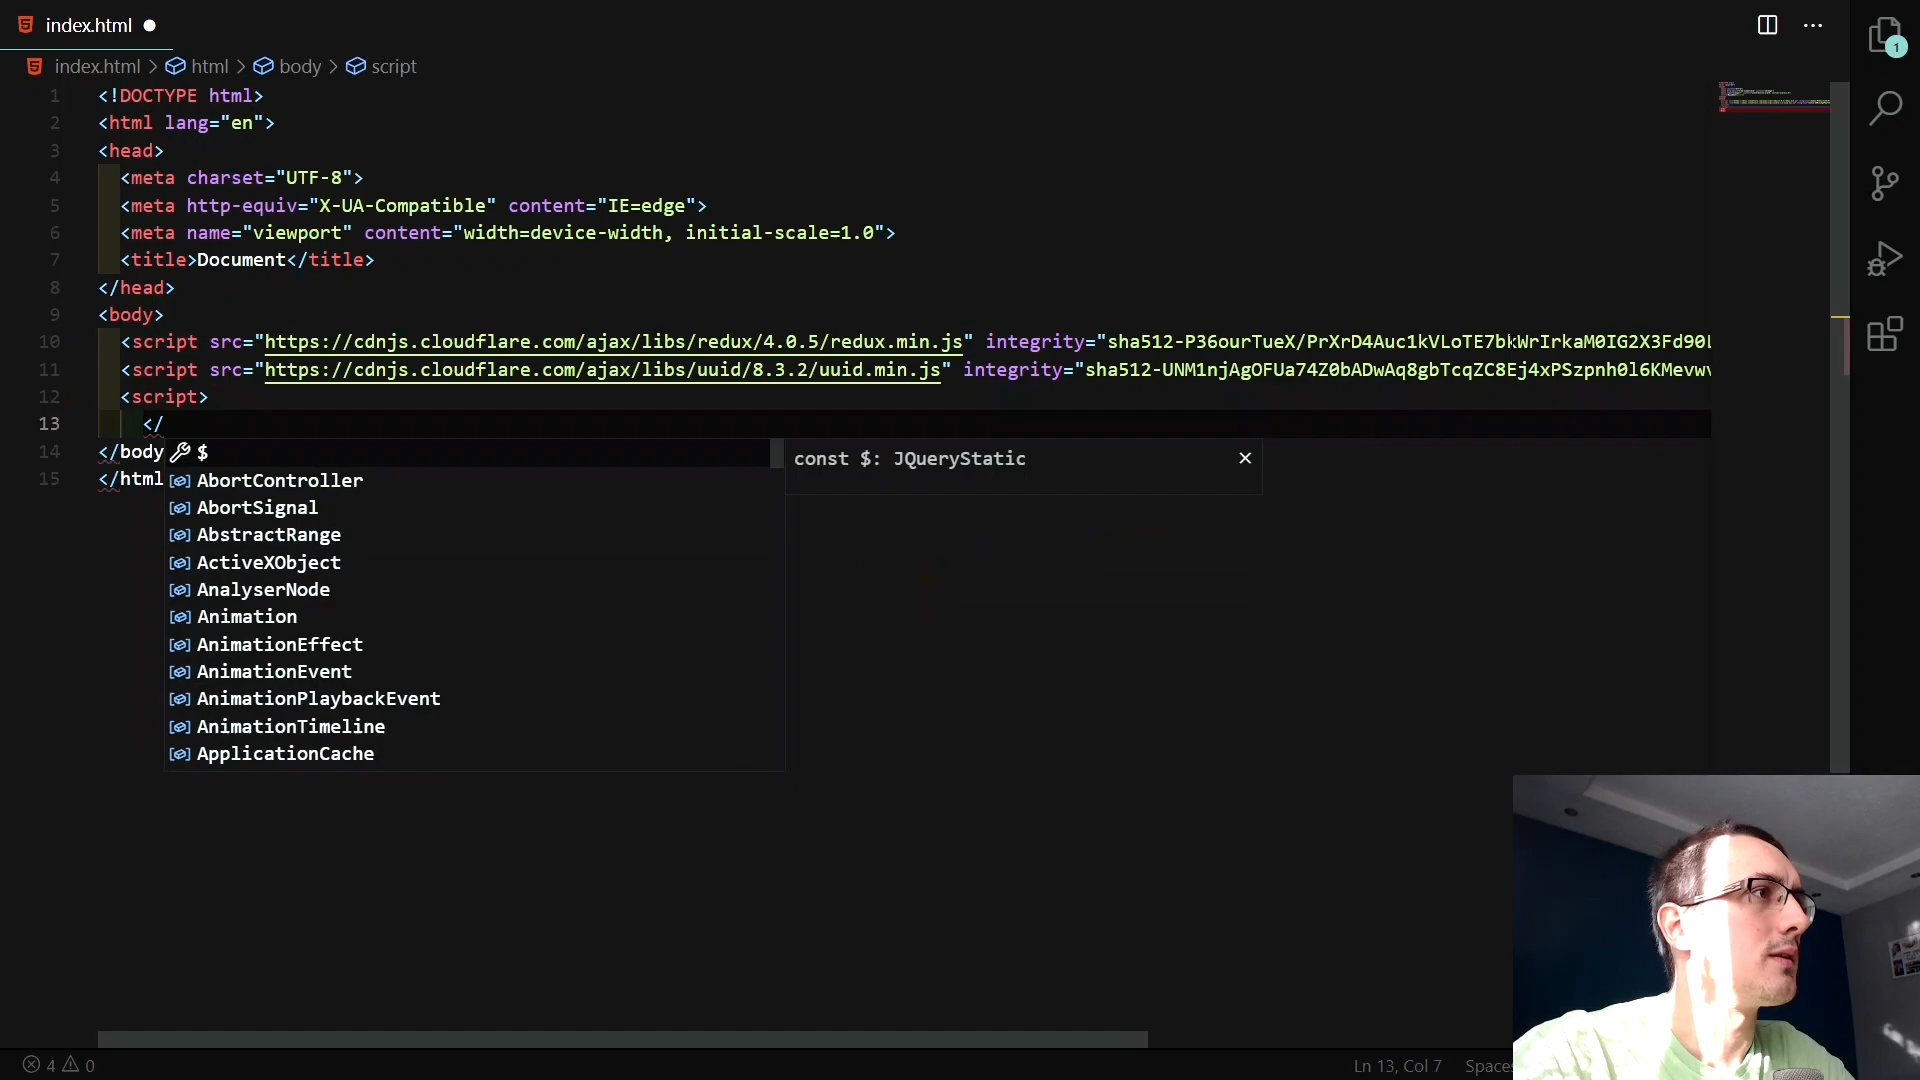 index.html
1
index.html > html > body > script
1 <!DOCTYPE html>
2 <html lang="en">
3 <head>
4 <meta charset="UTF-8">
5 <meta http-equiv="X-UA-Compatible" content="IE=edge">
6 <meta name="viewport" content="width=device-width, initial-scale=1.0">
7 <title>Document</title>
8 </head>
9 <body>
10 <script src="https://cdnjs.cloudflare.com/ajax/libs/redux/4.0.5/redux.min.js" integrity="sha512-P36ourTueX/PrXrD4Auc1kVLoTE7bkWrIrkaM0IG2X3Fd90L
11 <script src="https://cdnjs.cloudflare.com/ajax/libs/uuid/8.3.2/uuid.min.js" integrity="sha512-UNM1njAgOFUa74Z0bADwAq8gbTcqZC8Ej4xPSzpnh0l6KMevwv
12 <script>
13 </
14 </body
15 </html
$
const $: JQueryStatic
AbortController
AbortSignal
AbstractRange
ActiveXObject
AnalyserNode
Animation
AnimationEffect
AnimationEvent
AnimationPlaybackEvent
AnimationTimeline
ApplicationCache
4 0
Ln 13, Col 7 Spaces